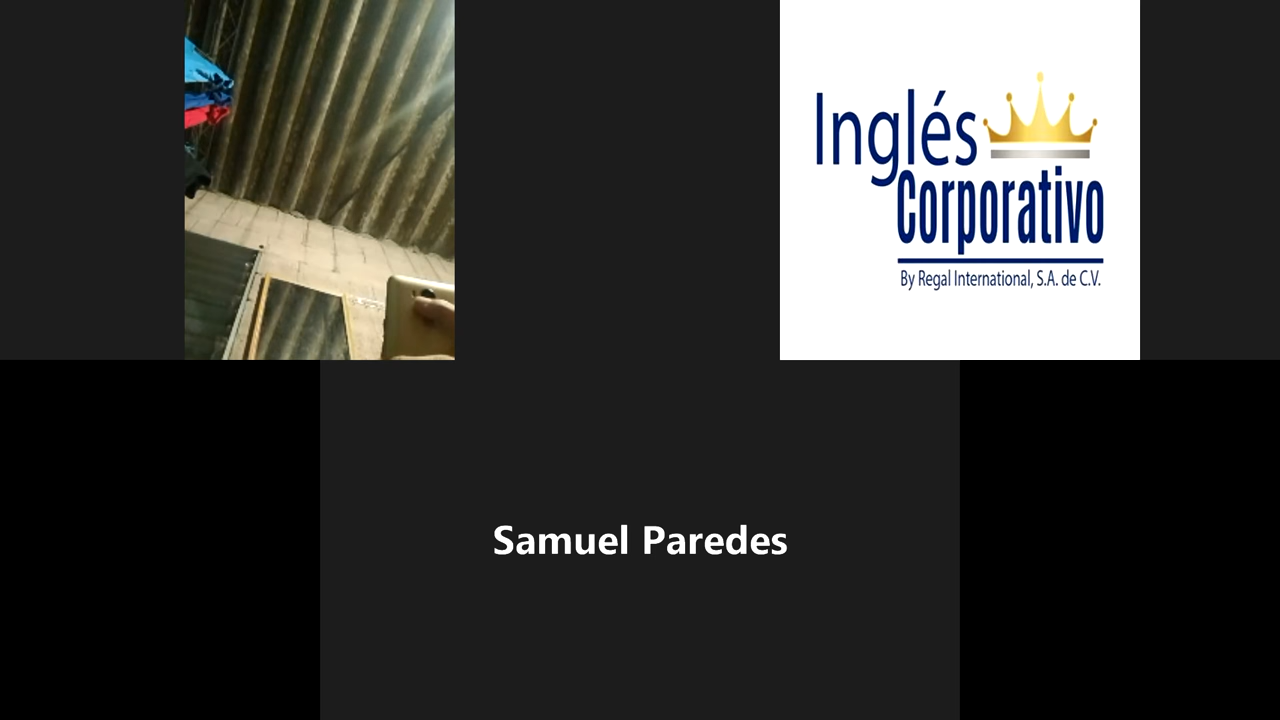 Inglés
Corporativo
By Regal International, S.A. de C.V.
Samuel Paredes